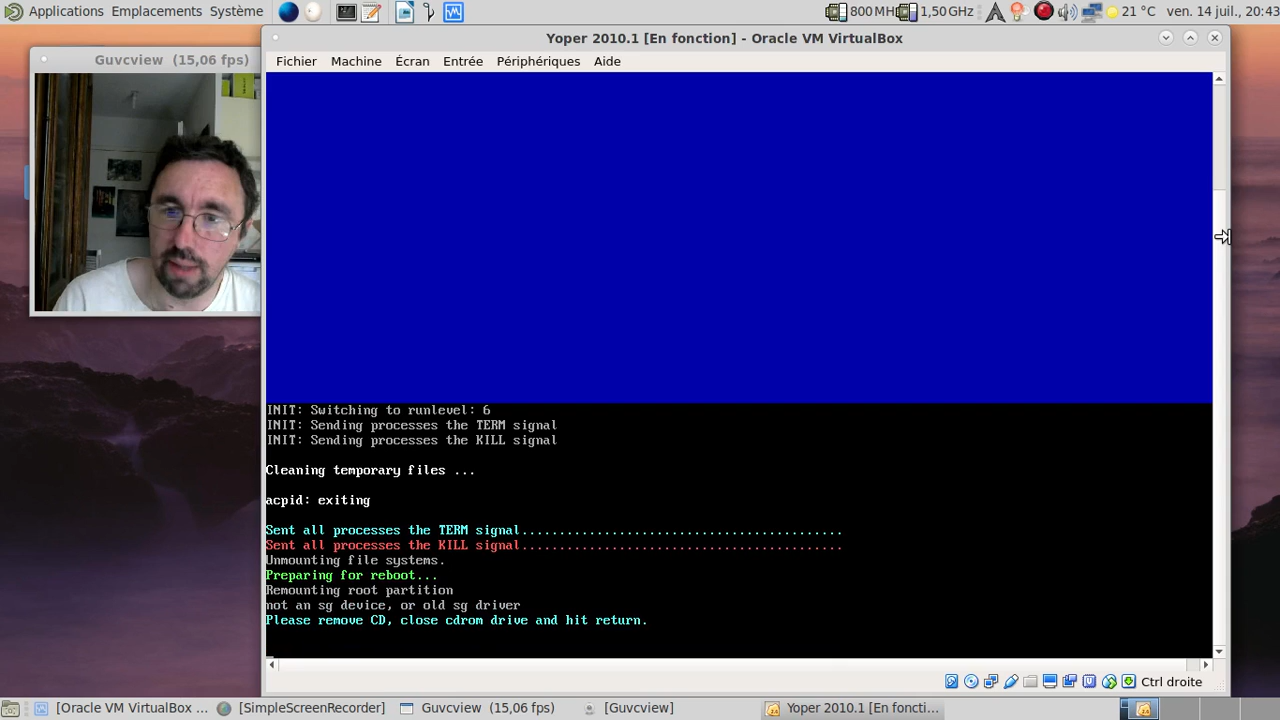 Applications Emplacements Système 800 MH 1,50 GHz 21 °C ven. 14 juil., 20:43
Guvcview (15,06 fps)
Yoper 2010.1 [En fonction] - Oracle VM VirtualBox
Fichier Machine Écran Entrée Périphériques Aide
INIT: Switching to runlevel: 6
INIT: Sending processes the TERM signal
INIT: Sending processes the KILL signal
Cleaning temporary files ...
acpid: exiting
Sent all processes the TERM signal...........................................
Sent all processes the KILL signal...........................................
Unmounting file systems.
Preparing for reboot...
Remounting root partition
not an sg device, or old sg driver
Please remove CD, close cdrom drive and hit return.
Ctrl droite
[Oracle VM VirtualBox ... [SimpleScreenRecorder] Guvcview (15,06 fps) [Guvcview] Yoper 2010.1 [En foncti...